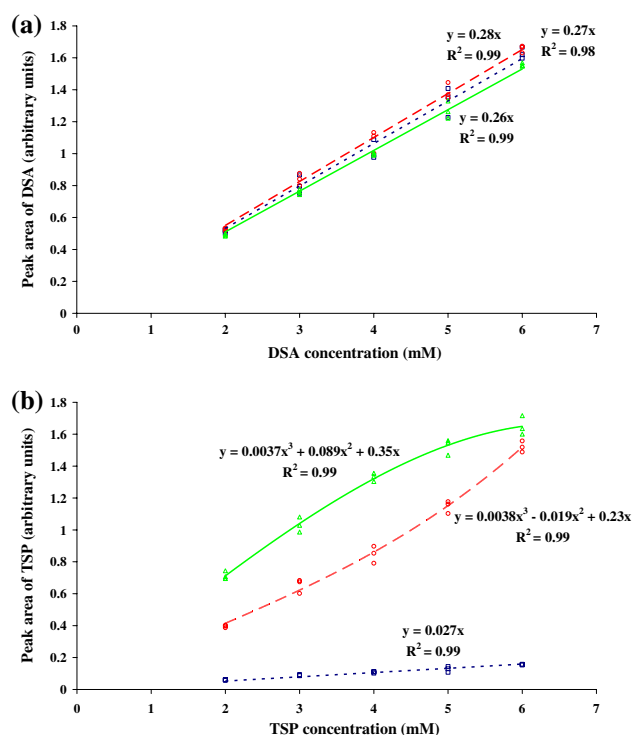 (a)
y = 0.28x
R² = 0.99
y = 0.27x
R² = 0.98
y = 0.26x
R² = 0.99
Peak area of DSA (arbitrary units)
1.8
1.6
1.4
1.2
1
0.8
0.6
0.4
0.2
0
0 1 2 3 4 5 6 7
DSA concentration (mM)
(b)
y = 0.0037x³ + 0.089x² + 0.35x
R² = 0.99
y = 0.0038x³ - 0.019x² + 0.23x
R² = 0.99
y = 0.027x
R² = 0.99
Peak area of TSP (arbitrary units)
1.8
1.6
1.4
1.2
1
0.8
0.6
0.4
0.2
0
0 1 2 3 4 5 6 7
TSP concentration (mM)